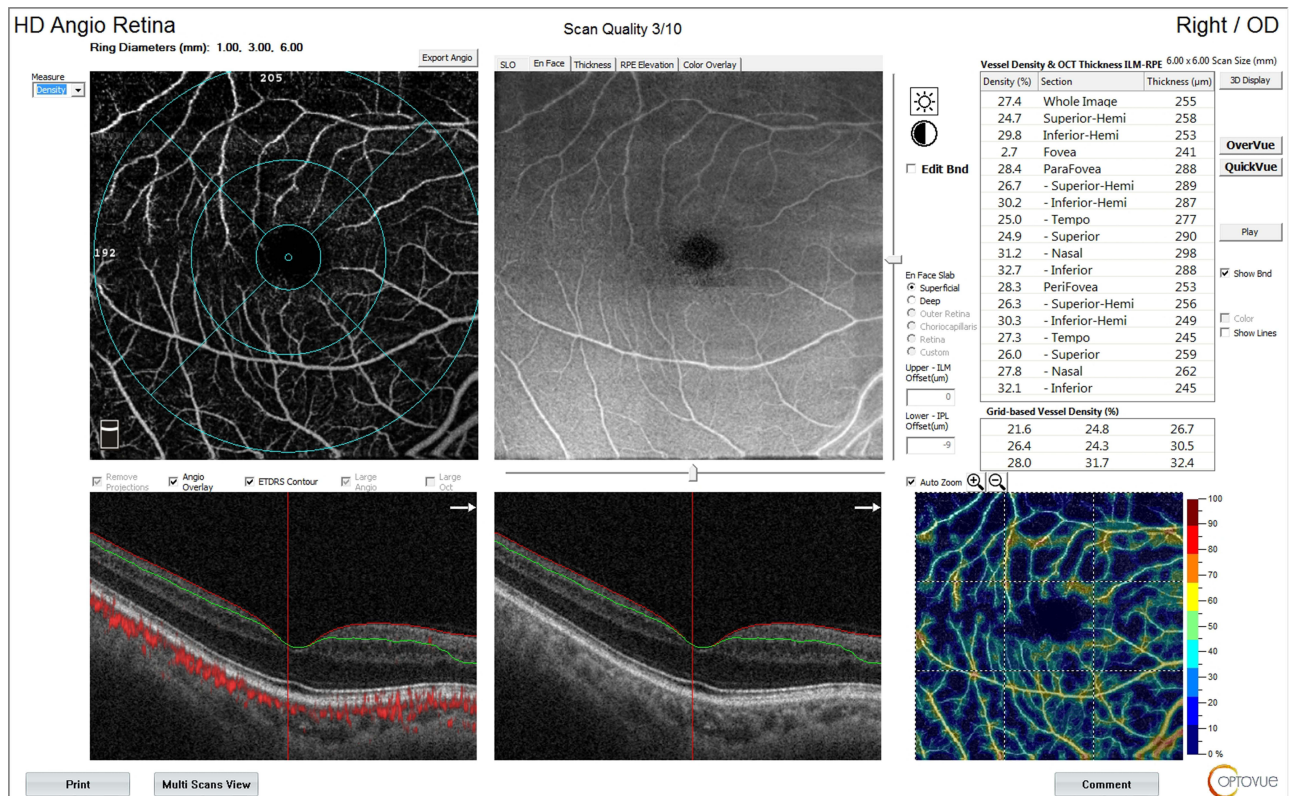 HD Angio Retina
Scan Quality 3/10
Right / OD
Ring Diameters (mm): 1.00, 3.00, 6.00
Export Angio
Measure
Density
205
192
SLO En Face Thickness RPE Elevation Color Overlay
Edit Bnd
En Face Slab
Superficial
Deep
Outer Retina
Choriocapillaris
Retina
Custom
Upper - ILM
Offset(um)
0
Lower - IPL
Offset(um)
-9
Vessel Density & OCT Thickness ILM-RPE 6.00 x 6.00 Scan Size (mm)
Density (%) Section Thickness (µm)
27.4 Whole Image 255
24.7 Superior-Hemi 258
29.8 Inferior-Hemi 253
2.7 Fovea 241
28.4 ParaFovea 288
26.7 - Superior-Hemi 289
30.2 - Inferior-Hemi 287
25.0 - Tempo 277
24.9 - Superior 290
31.2 - Nasal 298
32.7 - Inferior 288
28.3 PeriFovea 253
26.3 - Superior-Hemi 256
30.3 - Inferior-Hemi 249
27.3 - Tempo 245
26.0 - Superior 259
27.8 - Nasal 262
32.1 - Inferior 245
Grid-based Vessel Density (%)
21.6 24.8 26.7
26.4 24.3 30.5
28.0 31.7 32.4
3D Display
OverVue
QuickVue
Play
Show Bnd
Color
Show Lines
Remove
Projections
Angio
Overlay
ETDRS Contour
Large
Angio
Large
Oct
Auto Zoom
100
90
80
70
60
50
40
30
20
10
0 %
Print
Multi Scans View
Comment
OPTOVUE